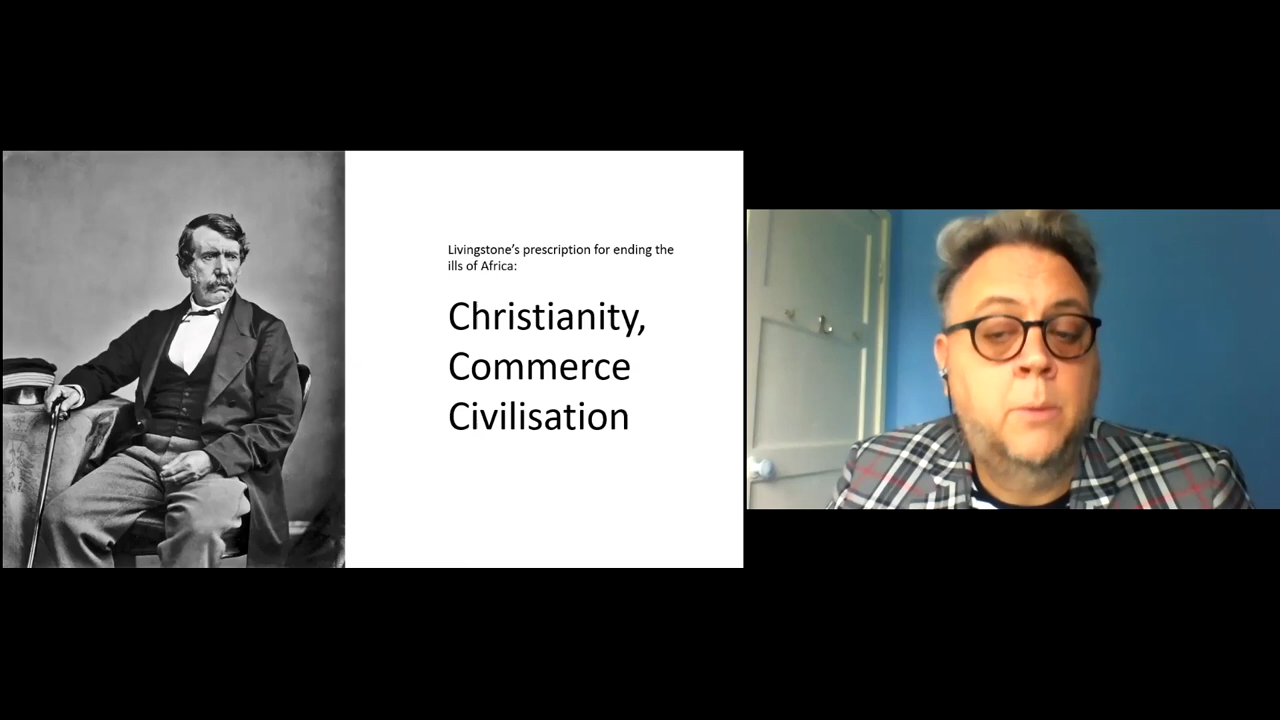 Livingstone’s prescription for ending the
ills of Africa:
Christianity,
Commerce
Civilisation